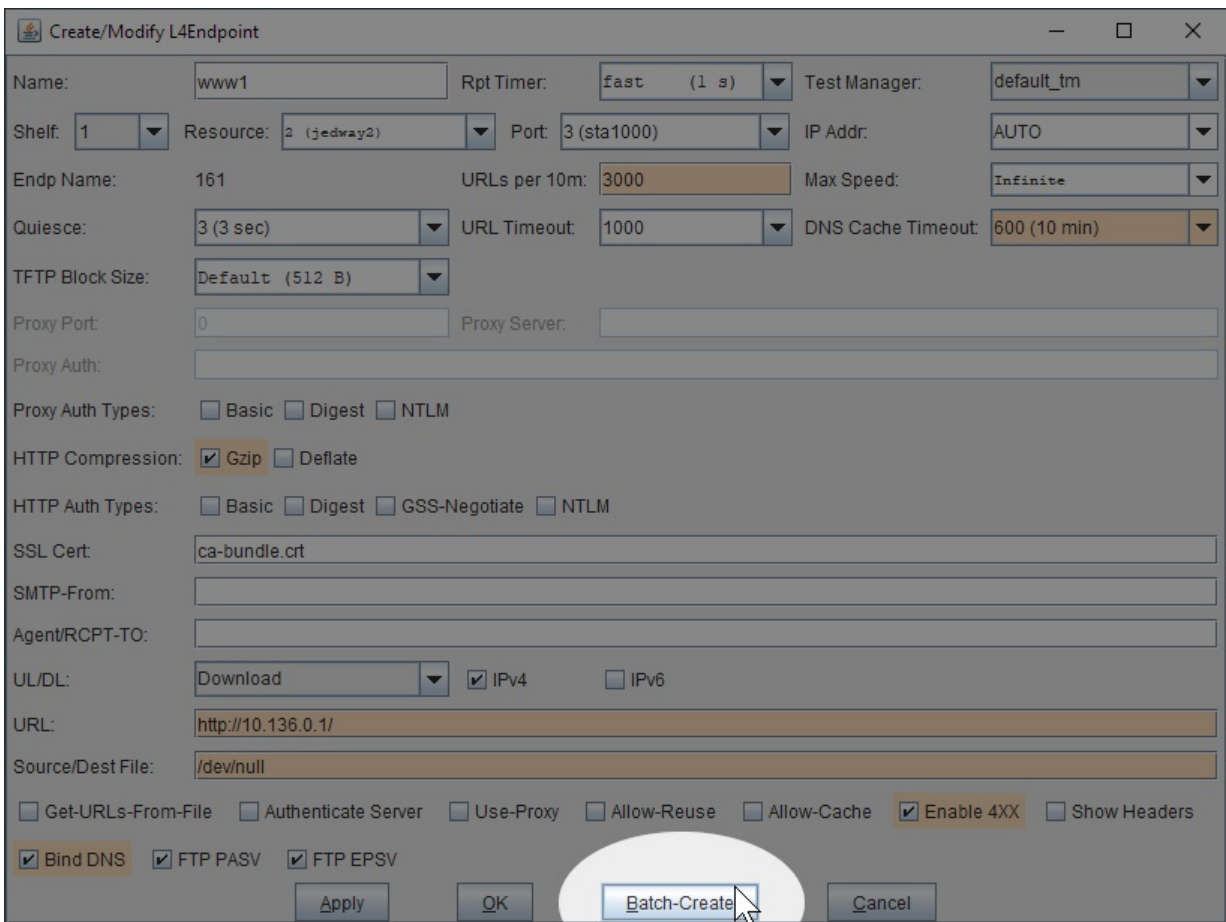 Create/Modify L4Endpoint
Name: www1 Rpt Timer: fast (1 s) Test Manager: default_tm
Shelf: 1 Resource: 2 (jedway2) Port: 3 (sta1000) IP Addr: AUTO
Endp Name: 161 URLs per 10m: 3000 Max Speed: Infinite
Quiesce: 3 (3 sec) URL Timeout: 1000 DNS Cache Timeout: 600 (10 min)
TFTP Block Size: Default (512 B)
Proxy Port: 0 Proxy Server:
Proxy Auth:
Proxy Auth Types: Basic Digest NTLM
HTTP Compression: Gzip Deflate
HTTP Auth Types: Basic Digest GSS-Negotiate NTLM
SSL Cert: ca-bundle.crt
SMTP-From:
Agent/RCPT-TO:
UL/DL: Download IPv4 IPv6
URL: http://10.136.0.1/
Source/Dest File: /dev/null
Get-URLs-From-File Authenticate Server Use-Proxy Allow-Reuse Allow-Cache Enable 4XX Show Headers
Bind DNS FTP PASV FTP EPSV
Apply OK Batch-Create Cancel